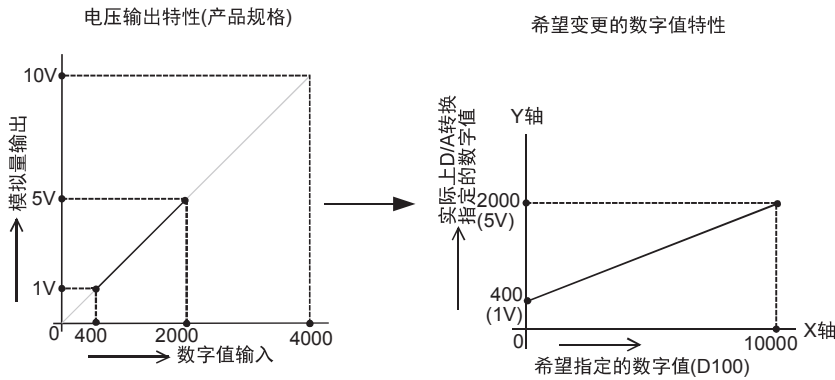 电压输出特性(产品规格)
10V
5V
1V
0
400
2000
4000
模拟量输出
数字值输入
希望变更的数字值特性
Y轴
实际上D/A转换
指定的数字值
2000
(5V)
400
(1V)
0
10000
X轴
希望指定的数字值(D100)